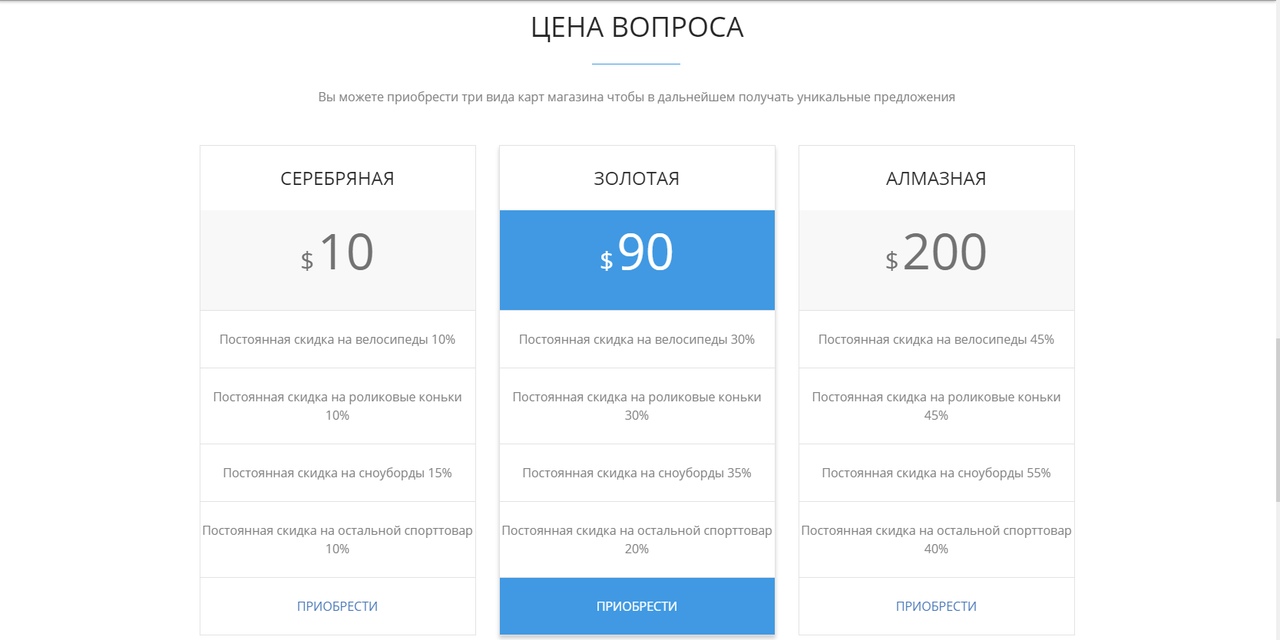 ЦЕНА ВОПРОСА
Вы можете приобрести три вида карт магазина чтобы в дальнейшем получать уникальные предложения
СЕРЕБРЯНАЯ
$10
Постоянная скидка на велосипеды 10%
Постоянная скидка на роликовые коньки
10%
Постоянная скидка на сноуборды 15%
Постоянная скидка на остальной спорттовар
10%
ПРИОБРЕСТИ
ЗОЛОТАЯ
$90
Постоянная скидка на велосипеды 30%
Постоянная скидка на роликовые коньки
30%
Постоянная скидка на сноуборды 35%
Постоянная скидка на остальной спорттовар
20%
ПРИОБРЕСТИ
АЛМАЗНАЯ
$200
Постоянная скидка на велосипеды 45%
Постоянная скидка на роликовые коньки
45%
Постоянная скидка на сноуборды 55%
Постоянная скидка на остальной спорттовар
40%
ПРИОБРЕСТИ